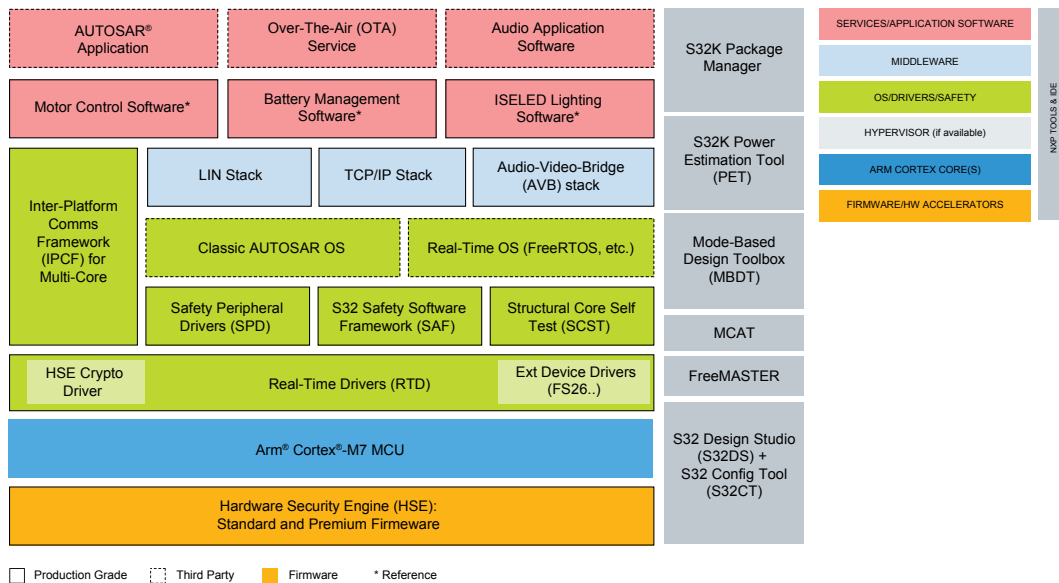 AUTOSAR® Application
Over-The-Air (OTA) Service
Audio Application Software
Motor Control Software*
Battery Management Software*
ISELED Lighting Software*
Inter-Platform Comms Framework (IPCF) for Multi-Core
LIN Stack
TCP/IP Stack
Audio-Video-Bridge (AVB) stack
Classic AUTOSAR OS
Real-Time OS (FreeRTOS, etc.)
Safety Peripheral Drivers (SPD)
S32 Safety Software Framework (SAF)
Structural Core Self Test (SCST)
HSE Crypto Driver
Real-Time Drivers (RTD)
Ext Device Drivers (FS26..)
Arm® Cortex®-M7 MCU
Hardware Security Engine (HSE):
Standard and Premium Firmeware
S32K Package Manager
S32K Power Estimation Tool (PET)
Mode-Based Design Toolbox (MBDT)
MCAT
FreeMASTER
S32 Design Studio (S32DS) + S32 Config Tool (S32CT)
SERVICES/APPLICATION SOFTWARE
MIDDLEWARE
OS/DRIVERS/SAFETY
HYPERVISOR (if available)
ARM CORTEX CORE(S)
FIRMWARE/HW ACCELERATORS
NXP TOOLS & IDE
Production Grade
Third Party
Firmware
* Reference